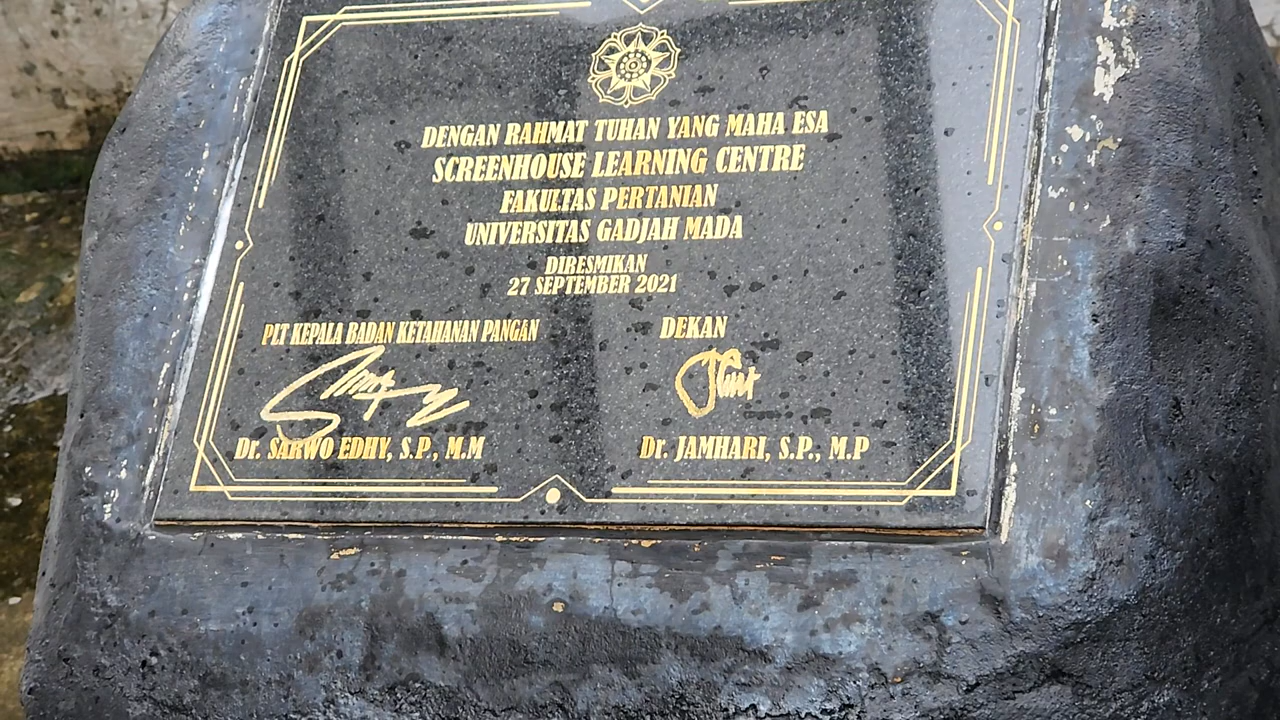 DENGAN RAHMAT TUHAN YANG MAHA ESA
SCREENHOUSE LEARNING CENTRE
FAKULTAS PERTANIAN
UNIVERSITAS GADJAH MADA
DIRESMIKAN
27 SEPTEMBER 2021
PLT KEPALA BADAN KETAHANAN PANGAN
Dr. SARWO EDHY, S.P., M.M
DEKAN
Dr. JAMHARI, S.P., M.P